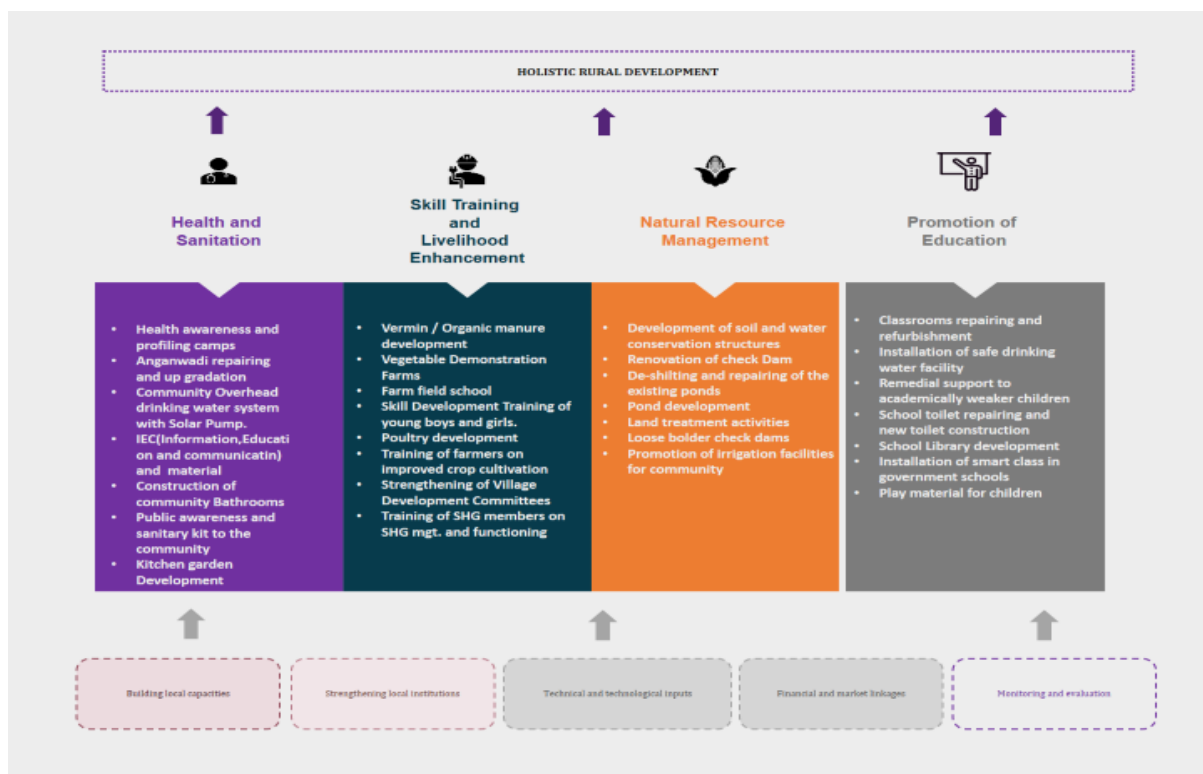 HOLISTIC RURAL DEVELOPMENT
Health and
Sanitation
Skill Training
and
Livelihood
Enhancement
Natural Resource
Management
Promotion of
Education
• Health awareness and
profiling camps
• Anganwadi repairing
and up gradation
• Community Overhead
drinking water system
with Solar Pump.
• IEC(Information,Educati
on and communicatin)
and material
• Construction of
community Bathrooms
• Public awareness and
sanitary kit to the
community
• Kitchen garden
Development
• Vermin / Organic manure
development
• Vegetable Demonstration
Farms
• Farm field school
• Skill Development Training of
young boys and girls.
• Poultry development
• Training of farmers on
improved crop cultivation
• Strengthening of Village
Development Committees
• Training of SHG members on
SHG mgt. and functioning
• Development of soil and water
conservation structures
• Renovation of check Dam
• De-shilting and repairing of the
existing ponds
• Pond development
• Land treatment activities
• Loose bolder check dams
• Promotion of irrigation facilities
for community
• Classrooms repairing and
refurbishment
• Installation of safe drinking
water facility
• Remedial support to
academically weaker children
• School toilet repairing and
new toilet construction
• School Library development
• Installation of smart class in
government schools
• Play material for children
Building local capacities
Strengthening local institutions
Technical and technological inputs
Financial and market linkages
Monitoring and evaluation